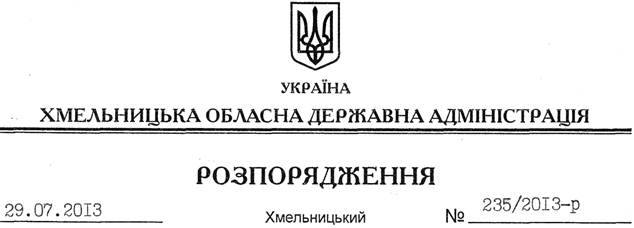 УКРАЇНА
ХМЕЛЬНИЦЬКА ОБЛАСНА ДЕРЖАВНА АДМІНІСТРАЦІЯ
РОЗПОРЯДЖЕННЯ
29.07.2013 Хмельницький № 235/2013-р